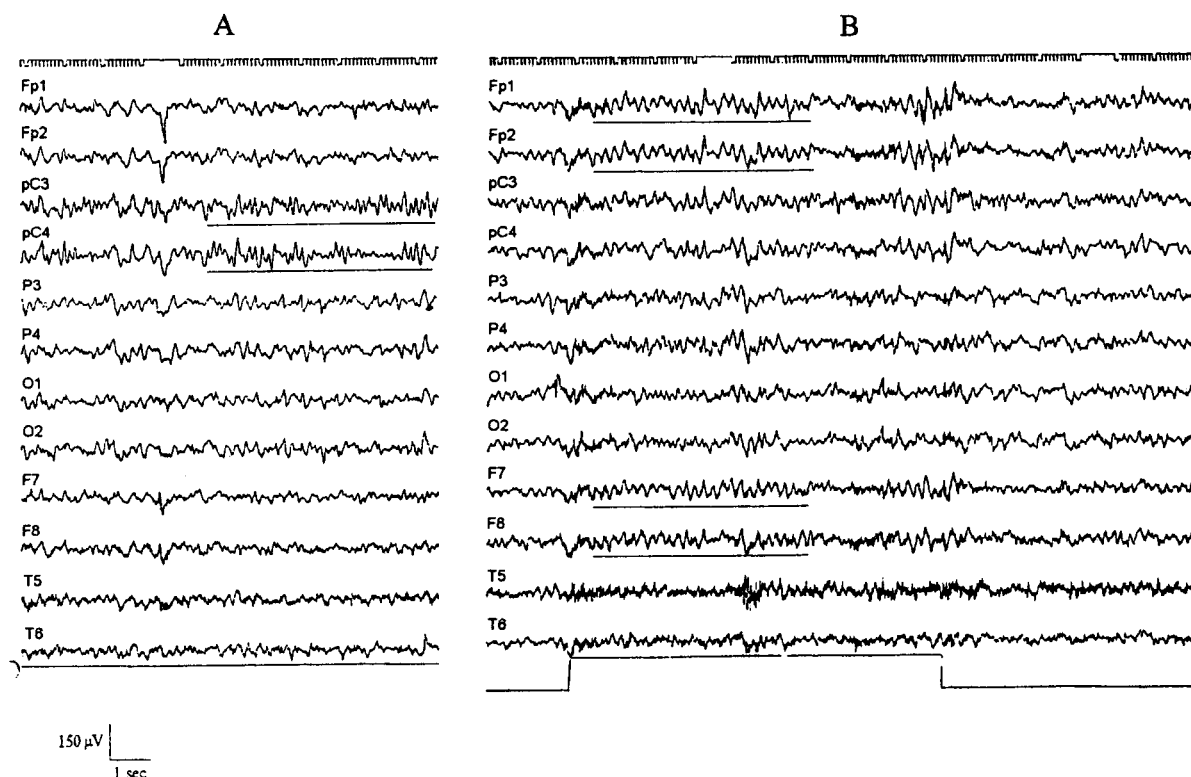 A
B
Fp1
Fp2
pC3
pC4
P3
P4
O1
O2
F7
F8
T5
T6
Fp1
Fp2
pC3
pC4
P3
P4
O1
O2
F7
F8
T5
T6
150 µV
1 sec